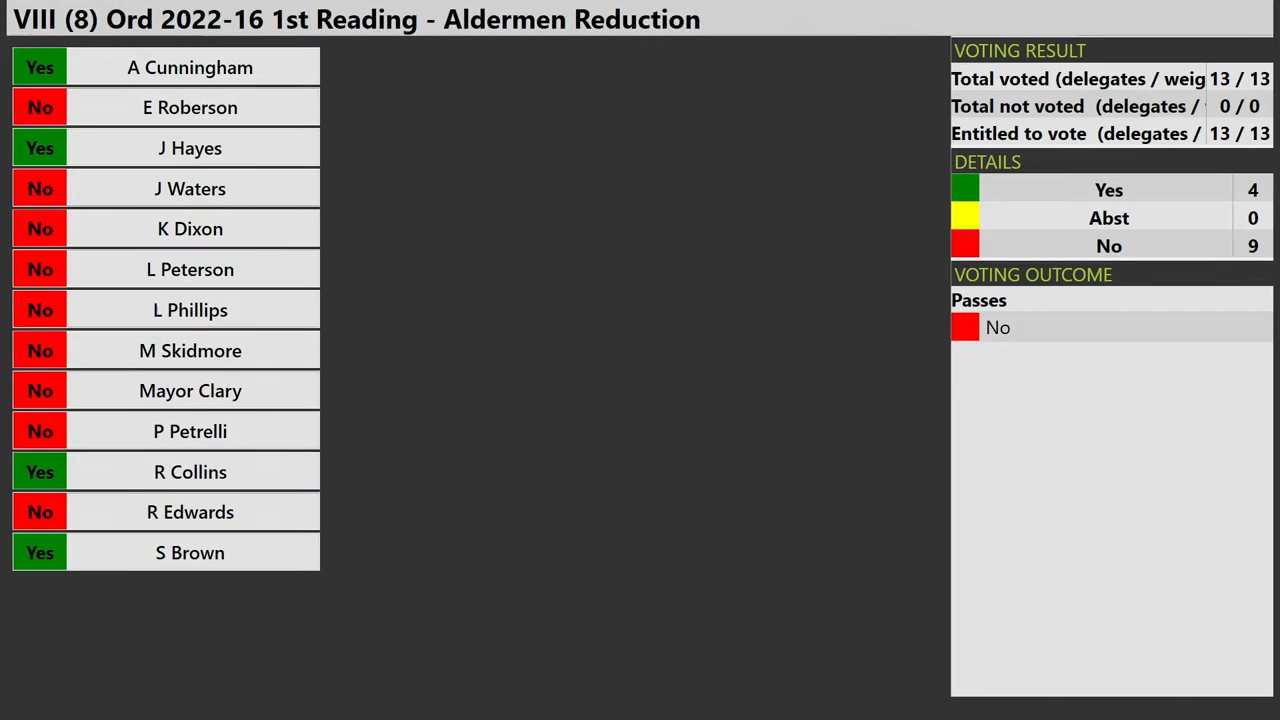 VIII (8) Ord 2022-16 1st Reading - Aldermen Reduction
Yes A Cunningham
No E Roberson
Yes J Hayes
No J Waters
No K Dixon
No L Peterson
No L Phillips
No M Skidmore
No Mayor Clary
No P Petrelli
Yes R Collins
No R Edwards
Yes S Brown
VOTING RESULT
Total voted (delegates / weig 13 / 13
Total not voted (delegates / 0 / 0
Entitled to vote (delegates / 13 / 13
DETAILS
Yes 4
Abst 0
No 9
VOTING OUTCOME
Passes
No